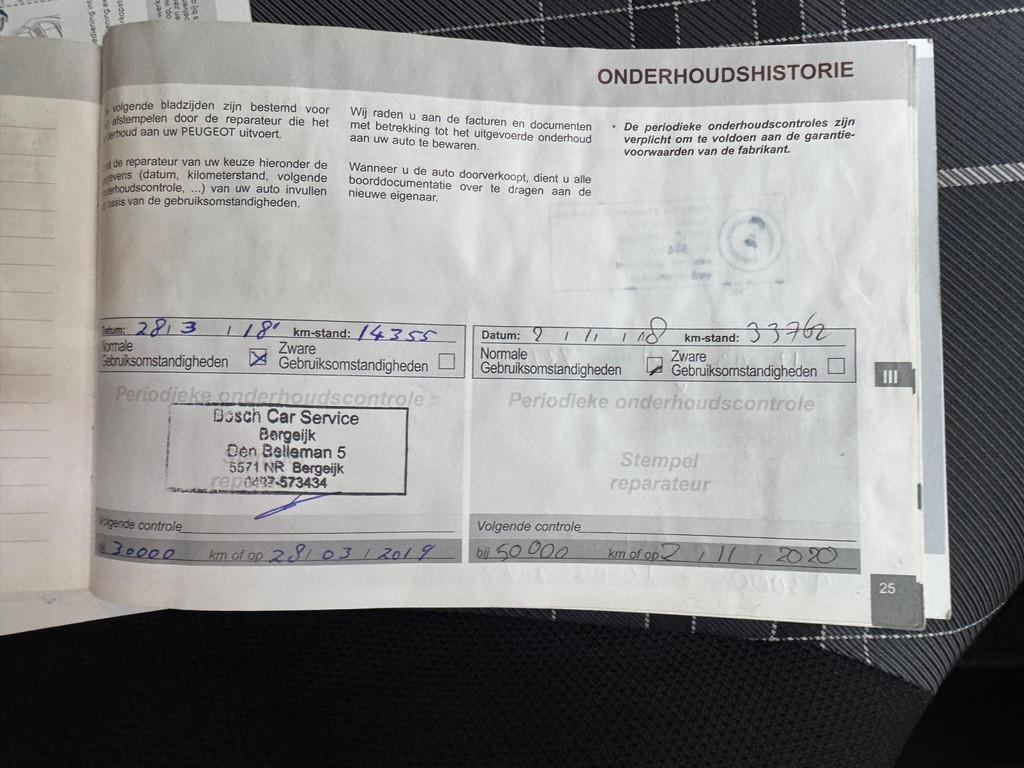 ONDERHOUDSHISTORIE
volgende bladzijden zijn bestemd voor
afstempelen door de reparateur die het
aan uw PEUGEOT uitvoert.
de reparateur van uw keuze hieronder de
(datum, kilometerstand, volgende
...) van uw auto invullen
basis van de gebruiksomstandigheden.
Wij raden u aan de facturen en documenten
met betrekking tot het uitgevoerde onderhoud
aan uw auto te bewaren.
Wanneer u de auto doorverkoopt, dient u alle
boorddocumentatie over te dragen aan de
nieuwe eigenaar.
• De periodieke onderhoudscontroles zijn
verplicht om te voldoen aan de garantie-
voorwaarden van de fabrikant.
Datum: 28 / 3 / 18 km-stand: 14355
Normale
Gebruiksomstandigheden
Zware
Gebruiksomstandigheden
Periodieke onderhoudscontrole
Bosch Car Service
Bergeijk
Den Belleman 5
5571 NR Bergeijk
0497-573434
Volgende controle
30000 km of op 28 / 03 / 2019
Datum: 2 / 11 / 18 km-stand: 33762
Normale
Gebruiksomstandigheden
Zware
Gebruiksomstandigheden
Periodieke onderhoudscontrole
Stempel
reparateur
Volgende controle
bij 50000 km of op 2 / 11 / 2020
III
25